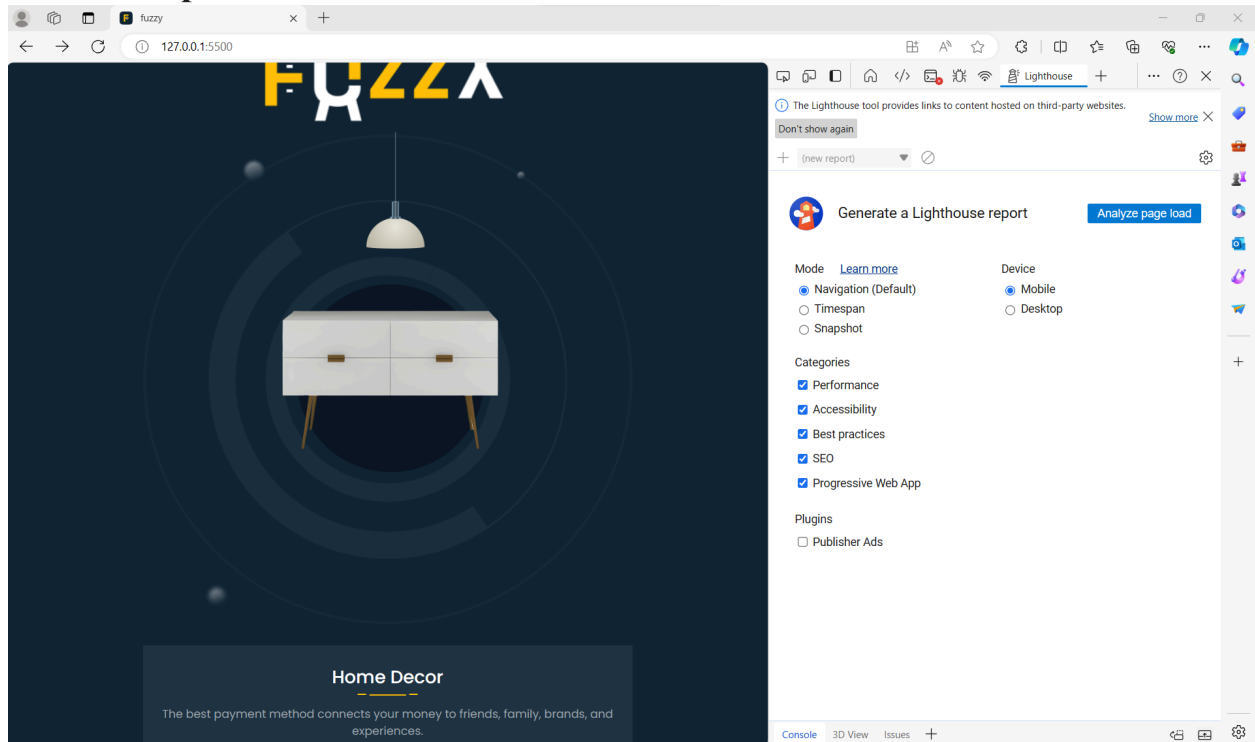 fuzzy
127.0.0.1:5500
Lighthouse
The Lighthouse tool provides links to content hosted on third-party websites.
Show more
Don't show again
(new report)
Generate a Lighthouse report
Analyze page load
Mode Learn more
Device
Navigation (Default)
Mobile
Timespan
Desktop
Snapshot
Categories
Performance
Accessibility
Best practices
SEO
Progressive Web App
Plugins
Publisher Ads
Console 3D View Issues
Home Decor
The best payment method connects your money to friends, family, brands, and
experiences.